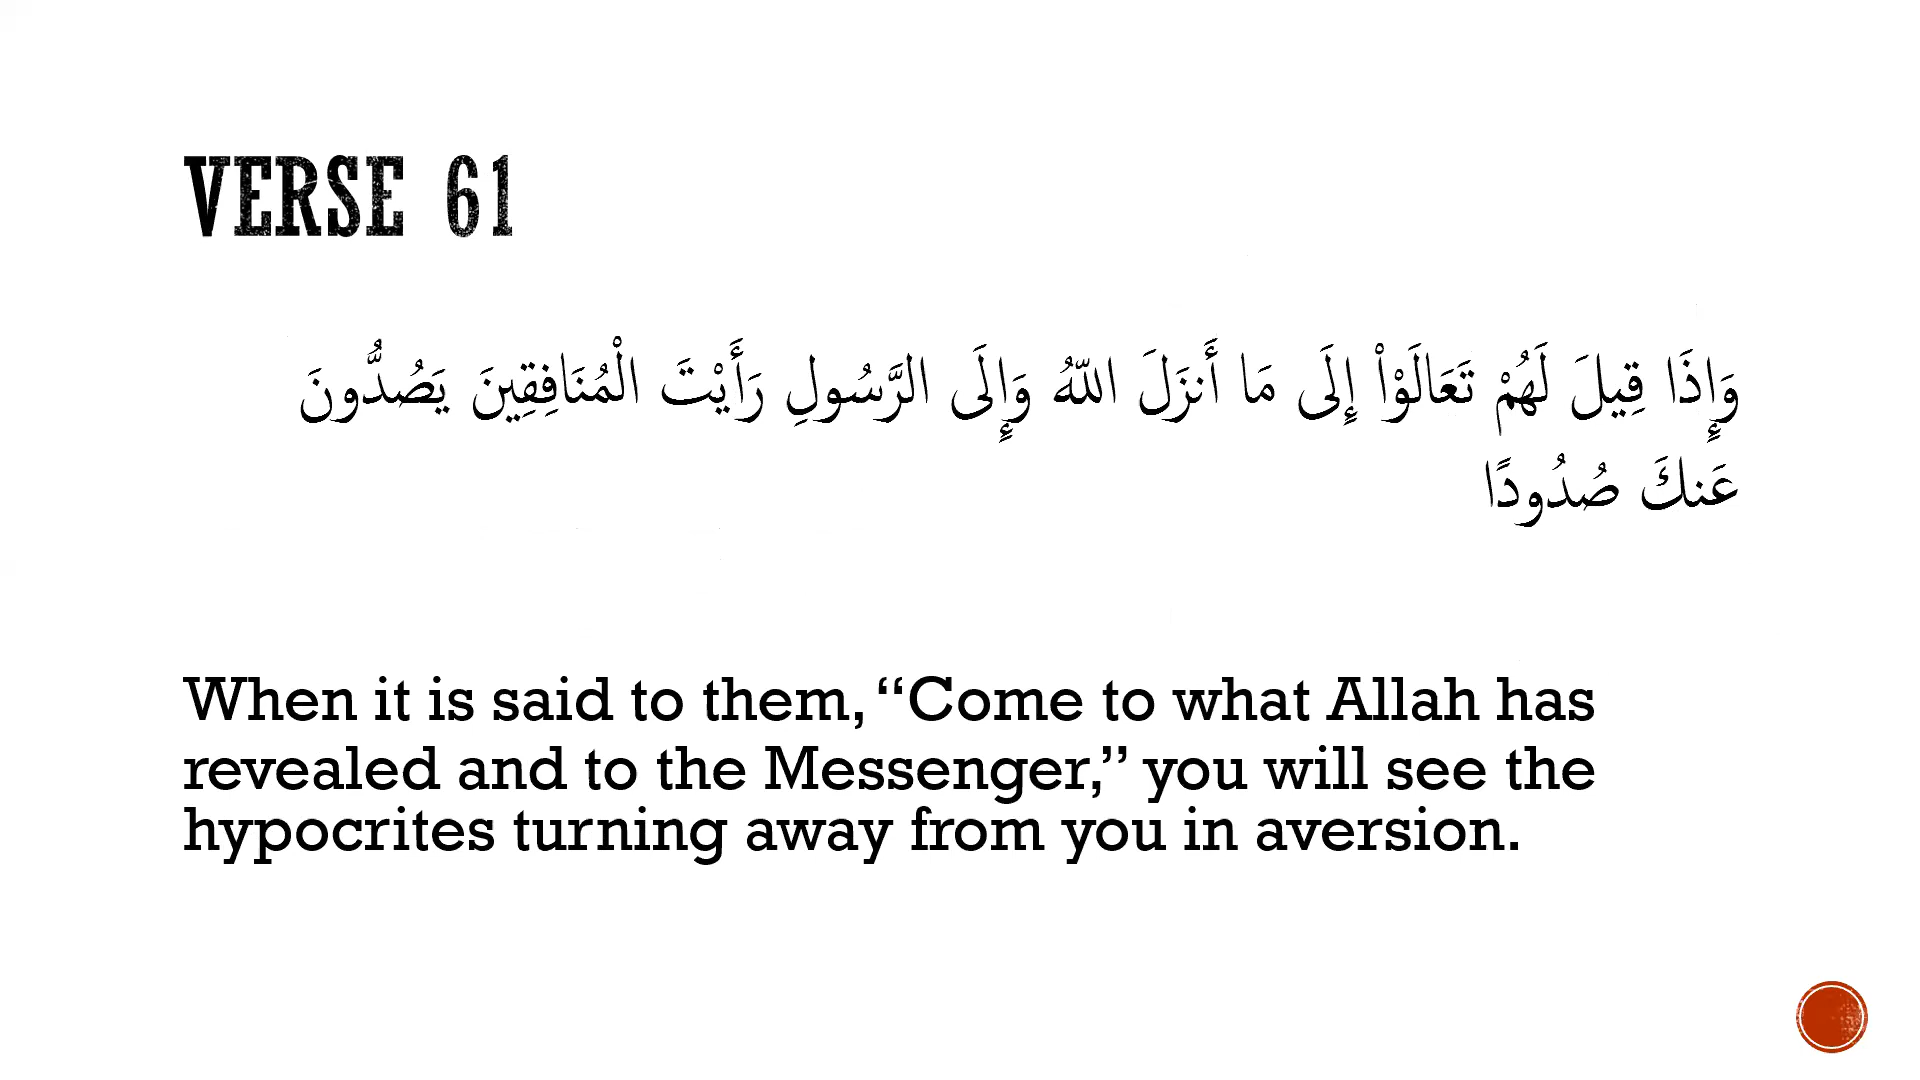 VERSE 61
وَإِذَا قِيلَ لَهُمْ تَعَالَوْاْ إِلَى مَا أَنزَلَ اللّهُ وَإِلَى الرَّسُولِ رَأَيْتَ الْمُنَافِقِينَ يَصُدُّونَ
عَنكَ صُدُودًا
When it is said to them, “Come to what Allah has
revealed and to the Messenger,” you will see the
hypocrites turning away from you in aversion.